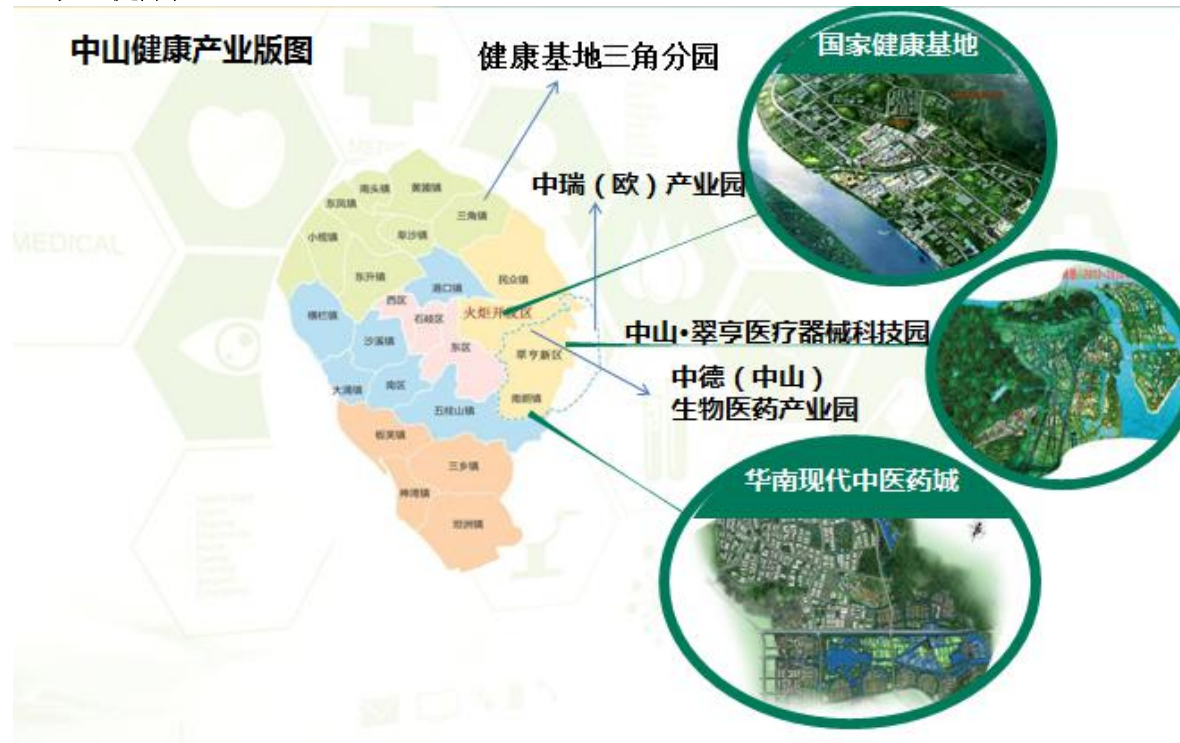 中山健康产业版图
健康基地三角分园
国家健康基地
中瑞（欧）产业园
南头镇
黄圃镇
东凤镇
三角镇
小榄镇
阜沙镇
MEDICAL
东升镇
民众镇
港口镇
西区
横栏镇
石岐区
火炬开发区
沙溪镇
东区
翠亨新区
中山·翠亨医疗器械科技园
中德（中山）
生物医药产业园
大涌镇
南区
南朗镇
五桂山镇
板芙镇
三乡镇
神湾镇
坦洲镇
华南现代中医药城